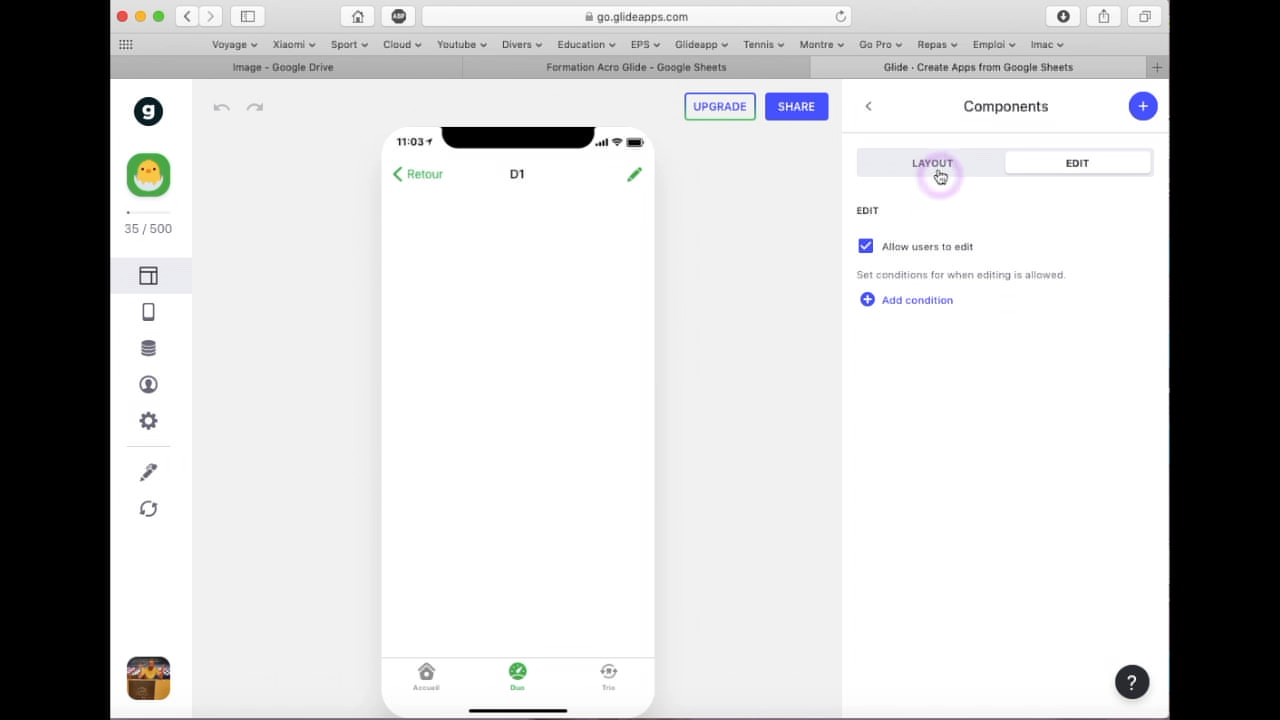 go.glideapps.com
ABP
Voyage Xiaomi Sport Cloud Youtube Divers Education EPS Glideapp Tennis Montre Go Pro Repas Emploi Imac
Image - Google Drive
Formation Acro Glide - Google Sheets
Glide · Create Apps from Google Sheets
g
35 / 500
UPGRADE
SHARE
11:03
Retour
D1
Accueil
Duo
Trio
Components
LAYOUT
EDIT
EDIT
Allow users to edit
Set conditions for when editing is allowed.
Add condition
?